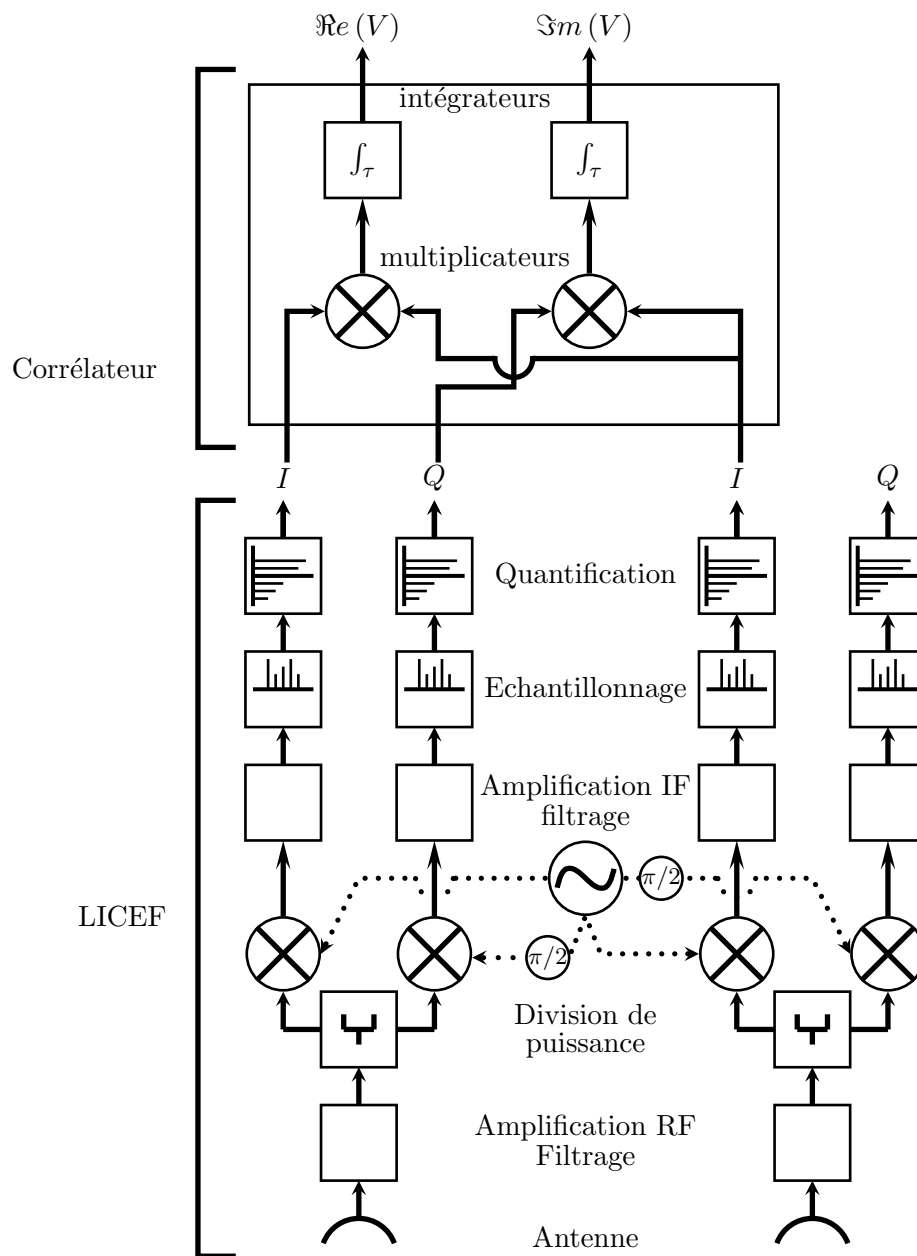 ℜe (V) ℑm (V)
intégrateurs
∫τ ∫τ
multiplicateurs
Corrélateur
I Q I Q
Quantification
Echantillonnage
Amplification IF
filtrage
π/2
LICEF
π/2
Division de
puissance
Amplification RF
Filtrage
Antenne